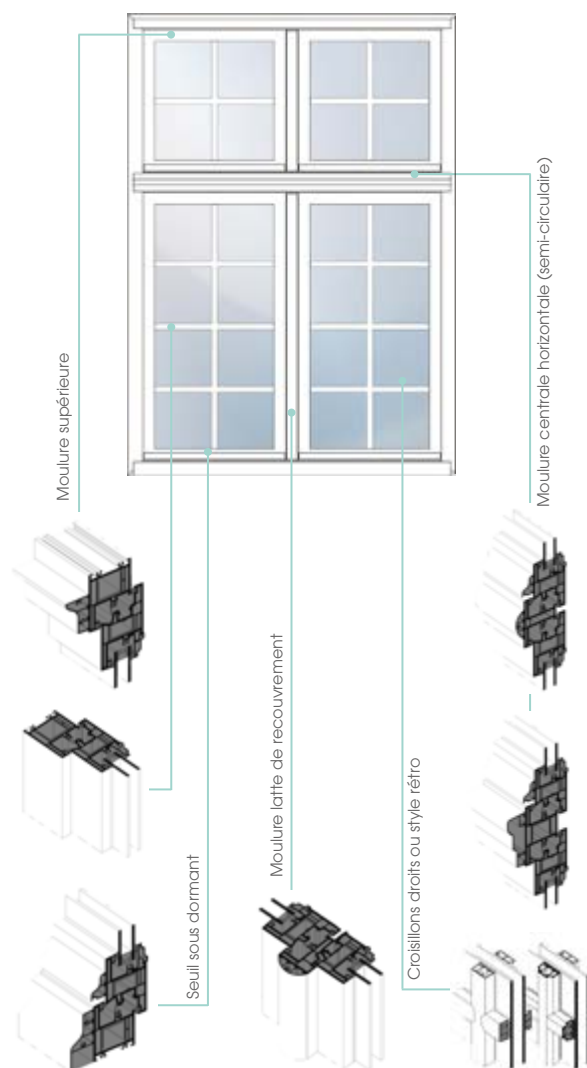 Moulure supérieure
Seuil sous dormant
Moulure latte de recouvrement
Croisillons droits ou style rétro
Moulure centrale horizontale (semi-circulaire)